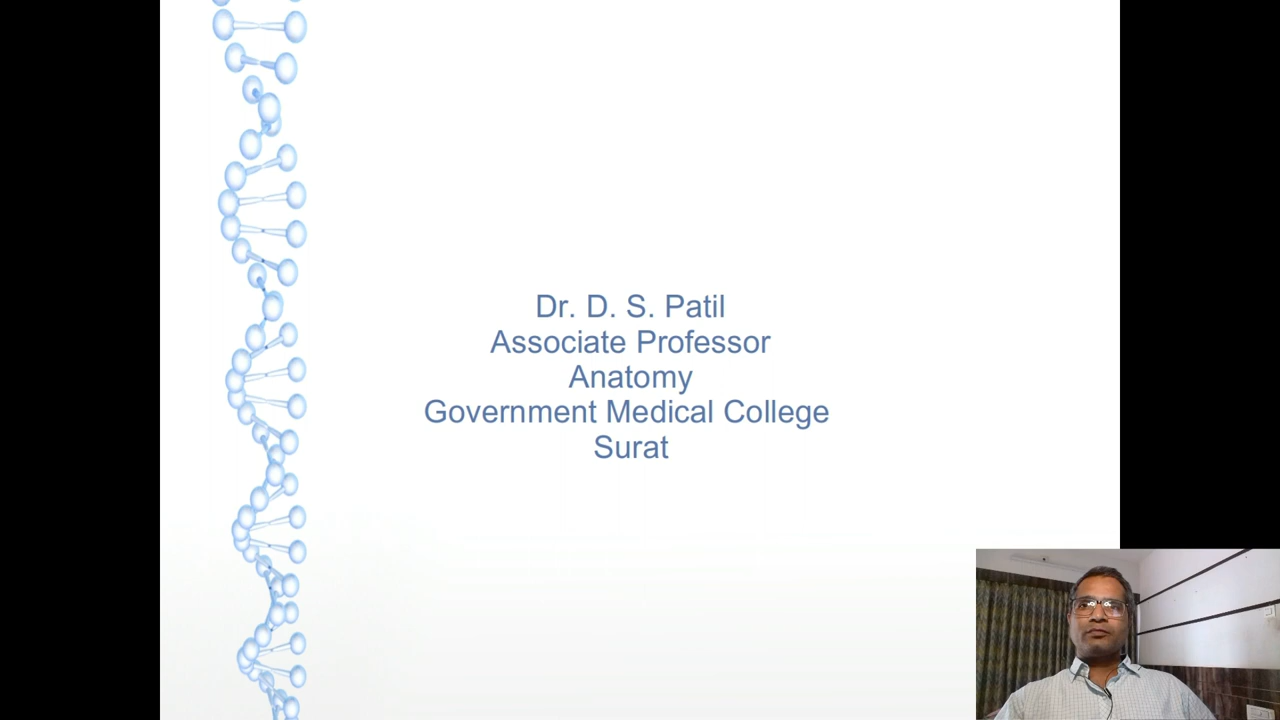 Dr. D. S. Patil
Associate Professor
Anatomy
Government Medical College
Surat